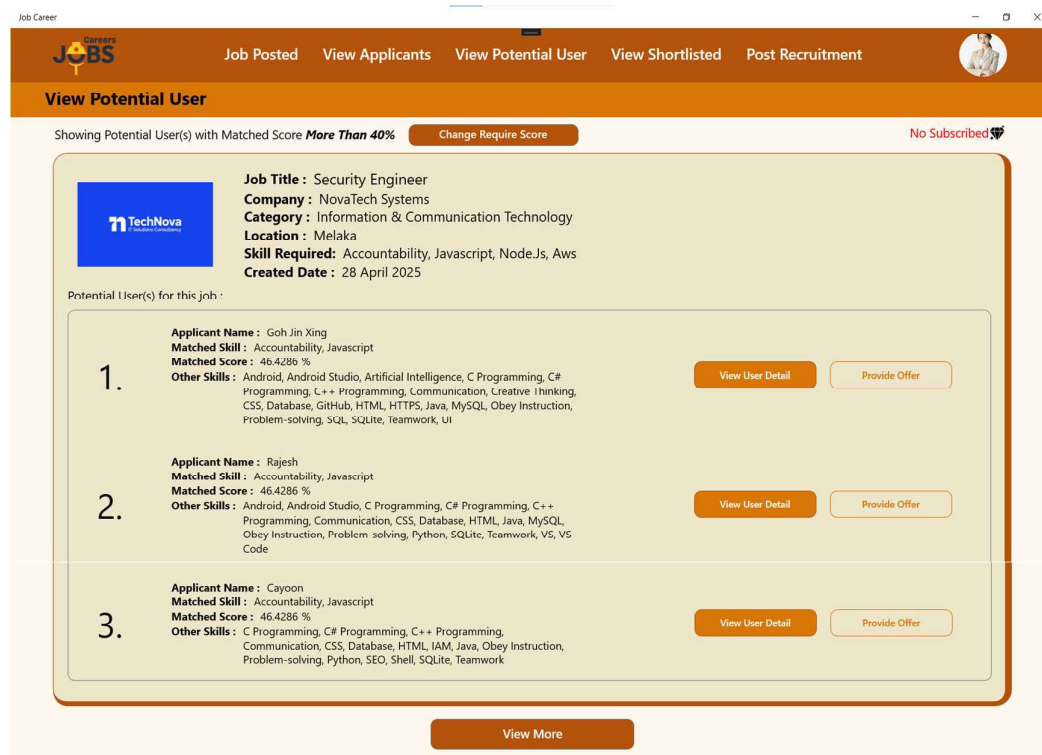 Job Career
Careers
JOBS
Job Posted View Applicants View Potential User View Shortlisted Post Recruitment
View Potential User
Showing Potential User(s) with Matched Score More Than 40% Change Require Score No Subscribed
TechNova
IT Solutions Consultancy
Job Title : Security Engineer
Company : NovaTech Systems
Category : Information & Communication Technology
Location : Melaka
Skill Required: Accountability, Javascript, Node.Js, Aws
Created Date : 28 April 2025
Potential User(s) for this job :
1.
Applicant Name : Goh Jin Xing
Matched Skill : Accountability, Javascript
Matched Score : 46.4286 %
Other Skills : Android, Android Studio, Artificial Intelligence, C Programming, C#
Programming, C++ Programming, Communication, Creative Thinking,
CSS, Database, GitHub, HTML, HTTPS, Java, MySQL, Obey Instruction,
Problem-solving, SQL, SQLite, Teamwork, UI
View User Detail Provide Offer
2.
Applicant Name : Rajesh
Matched Skill : Accountability, Javascript
Matched Score : 46.4286 %
Other Skills : Android, Android Studio, C Programming, C# Programming, C++
Programming, Communication, CSS, Database, HTML, Java, MySQL,
Obey Instruction, Problem-solving, Python, SQLite, Teamwork, VS, VS
Code
View User Detail Provide Offer
3.
Applicant Name : Cayoon
Matched Skill : Accountability, Javascript
Matched Score : 46.4286 %
Other Skills : C Programming, C# Programming, C++ Programming,
Communication, CSS, Database, HTML, IAM, Java, Obey Instruction,
Problem-solving, Python, SEO, Shell, SQLite, Teamwork
View User Detail Provide Offer
View More